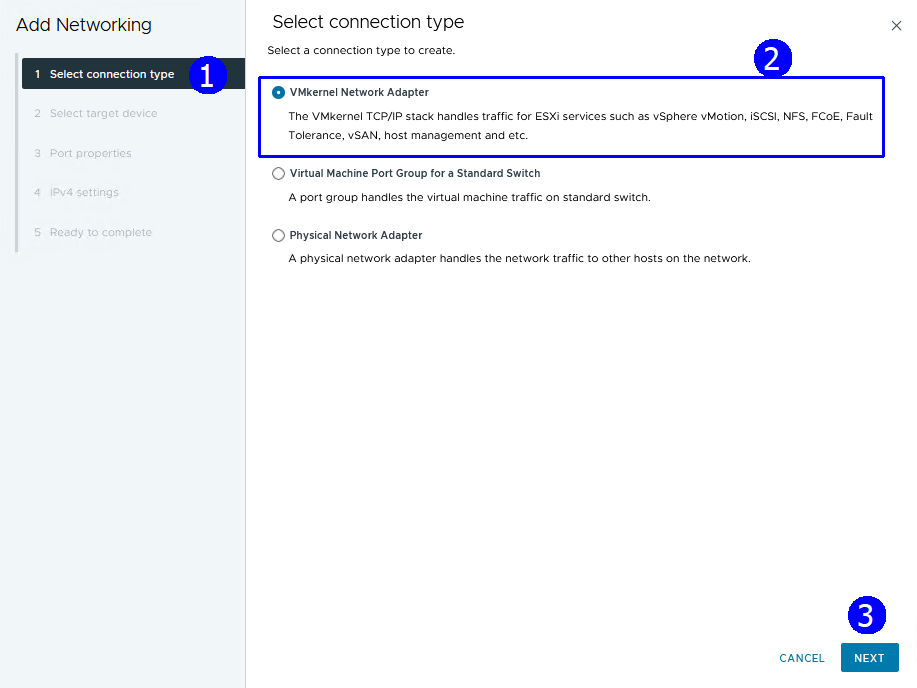 Add Networking
1 Select connection type
1
2 Select target device
3 Port properties
4 IPv4 settings
5 Ready to complete
Select connection type
Select a connection type to create.
2
VMkernel Network Adapter
The VMkernel TCP/IP stack handles traffic for ESXi services such as vSphere vMotion, iSCSI, NFS, FCoE, Fault
Tolerance, vSAN, host management and etc.
Virtual Machine Port Group for a Standard Switch
A port group handles the virtual machine traffic on standard switch.
Physical Network Adapter
A physical network adapter handles the network traffic to other hosts on the network.
3
CANCEL NEXT